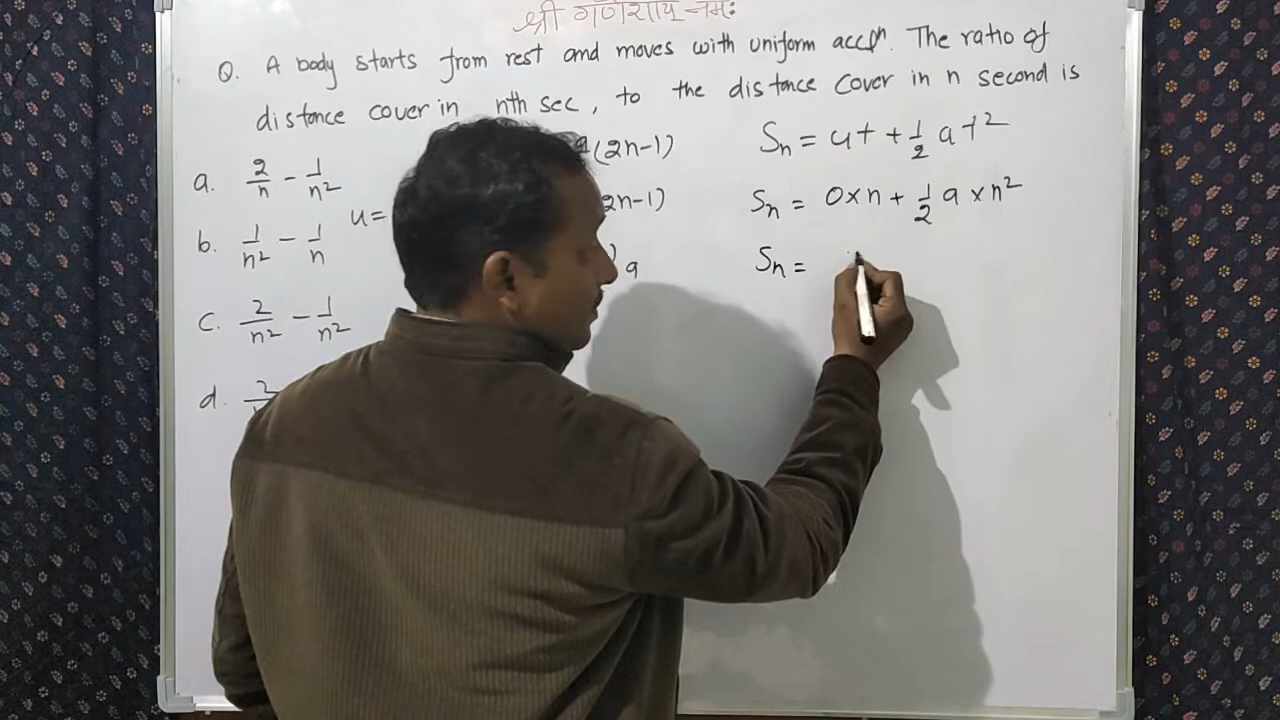 श्री गणेशाय नमः
Q. A body starts from rest and moves with uniform accⁿ. The ratio of
distance cover in nth sec, to the distance cover in n second is
a. 2/n - 1/n²
b. 1/n² - 1/n
c. 2/n² - 1/n²
d. 2
u=
(2n-1)
2n-1)
) a
Sn = ut + 1/2 at²
Sn = 0×n + 1/2 a×n²
Sn =